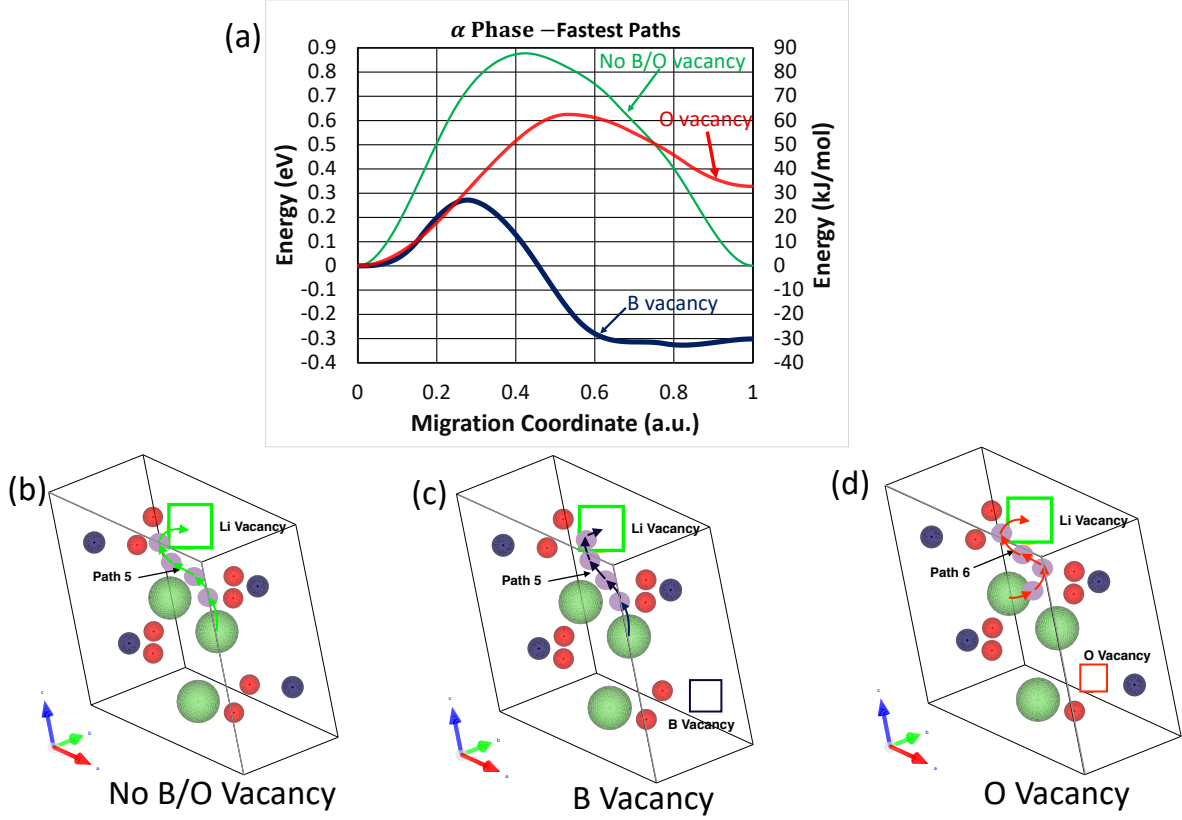 (a)
α Phase –Fastest Paths
0.9
0.8
0.7
0.6
0.5
0.4
0.3
0.2
0.1
0
-0.1
-0.2
-0.3
-0.4
Energy (eV)
90
80
70
60
50
40
30
20
10
0
-10
-20
-30
-40
Energy (kJ/mol)
No B/O vacancy
O vacancy
B vacancy
0 0.2 0.4 0.6 0.8 1
Migration Coordinate (a.u.)
(b)
Li Vacancy
Path 5
c
b
a
No B/O Vacancy
(c)
Li Vacancy
Path 5
B Vacancy
c
b
a
B Vacancy
(d)
Li Vacancy
Path 6
O Vacancy
c
b
a
O Vacancy